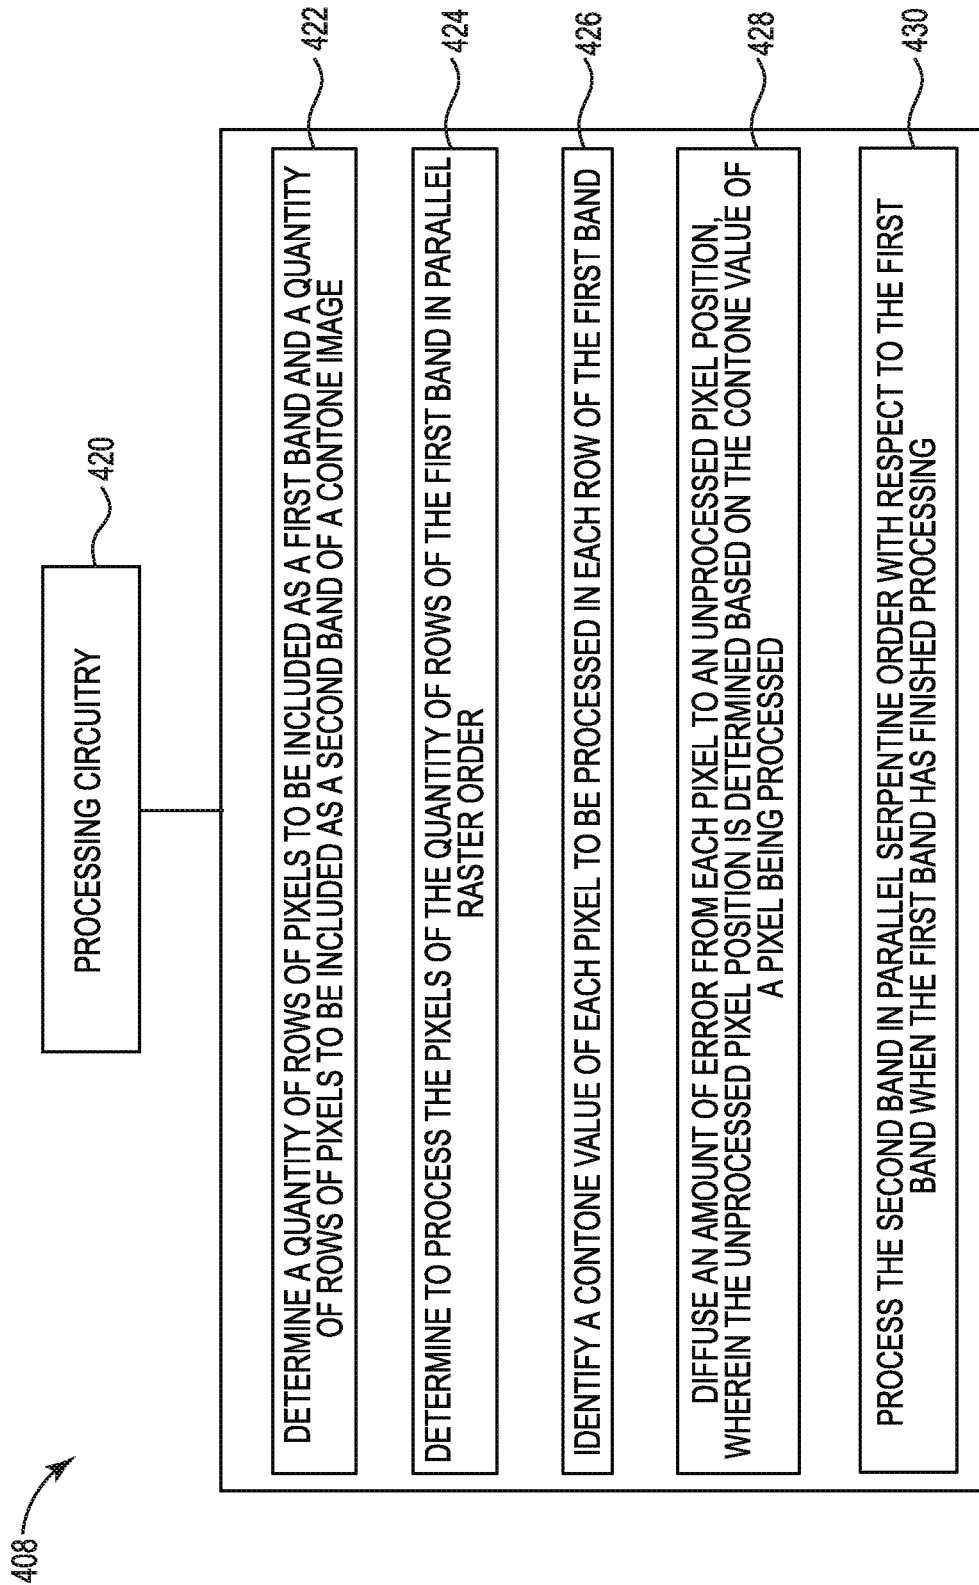 408
PROCESSING CIRCUITRY
420
DETERMINE A QUANTITY OF ROWS OF PIXELS TO BE INCLUDED AS A FIRST BAND AND A QUANTITY
OF ROWS OF PIXELS TO BE INCLUDED AS A SECOND BAND OF A CONTONE IMAGE
422
DETERMINE TO PROCESS THE PIXELS OF THE QUANTITY OF ROWS OF THE FIRST BAND IN PARALLEL
RASTER ORDER
424
IDENTIFY A CONTONE VALUE OF EACH PIXEL TO BE PROCESSED IN EACH ROW OF THE FIRST BAND
426
DIFFUSE AN AMOUNT OF ERROR FROM EACH PIXEL TO AN UNPROCESSED PIXEL POSITION,
WHEREIN THE UNPROCESSED PIXEL POSITION IS DETERMINED BASED ON THE CONTONE VALUE OF
A PIXEL BEING PROCESSED
428
PROCESS THE SECOND BAND IN PARALLEL SERPENTINE ORDER WITH RESPECT TO THE FIRST
BAND WHEN THE FIRST BAND HAS FINISHED PROCESSING
430